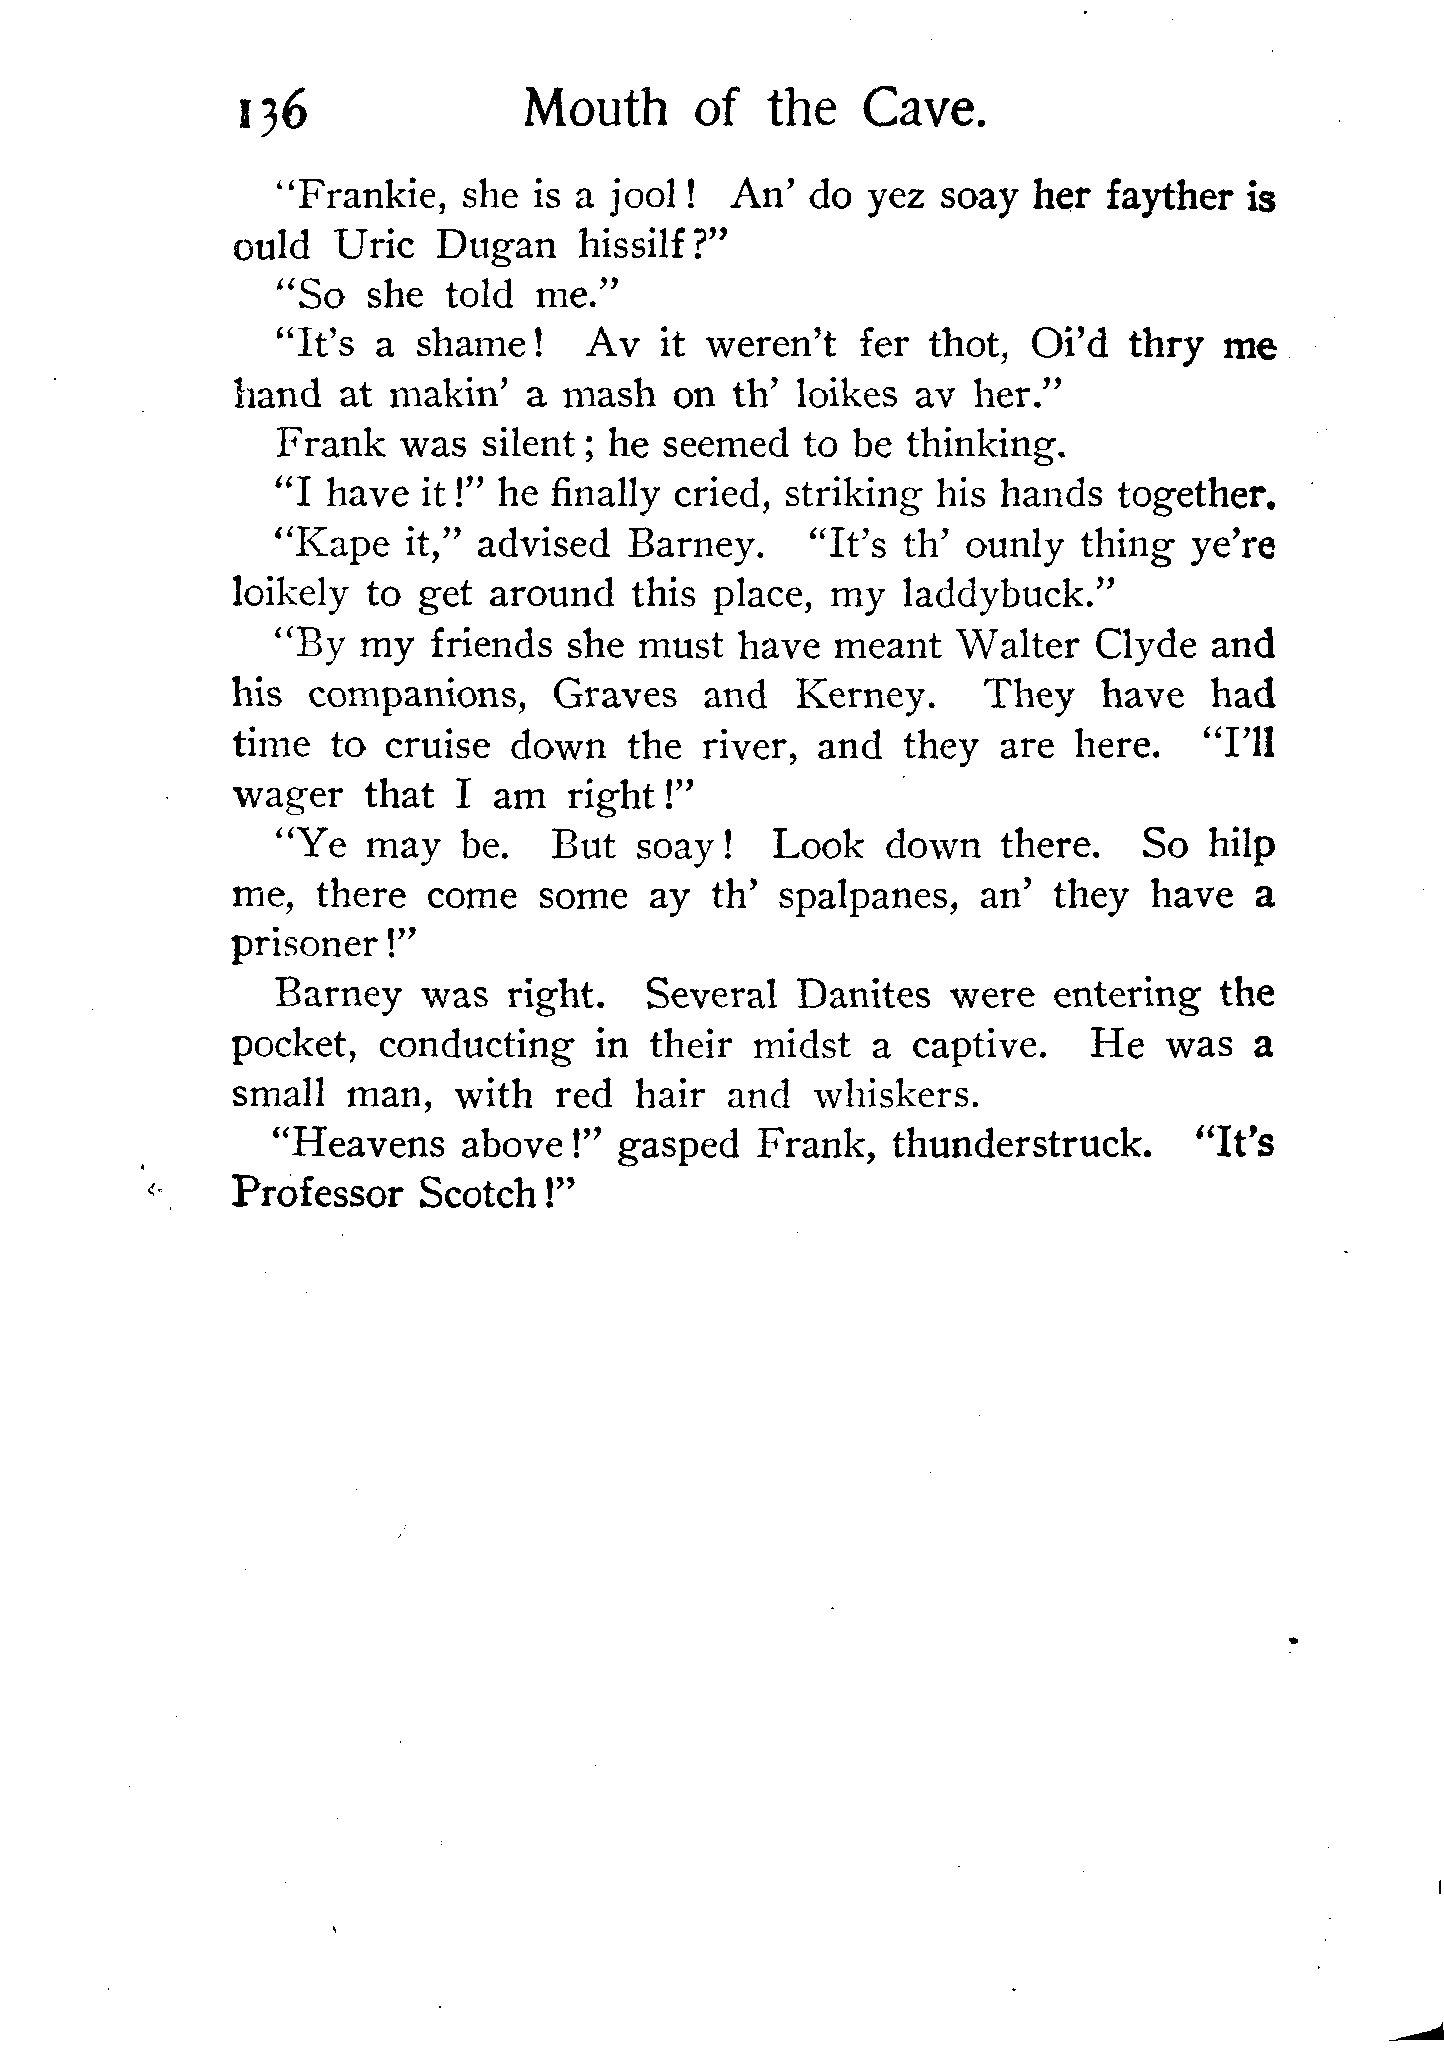 136 Mouth of the Cave.
"Frankie, she is a jool! An' do yez soay her fayther is
ould Uric Dugan hissilf?"
"So she told me."
"It's a shame! Av it weren't fer thot, Oi'd thry me
hand at makin' a mash on th' loikes av her."
Frank was silent; he seemed to be thinking.
"I have it!" he finally cried, striking his hands together.
"Kape it," advised Barney. "It's th' ounly thing ye're
loikely to get around this place, my laddybuck."
"By my friends she must have meant Walter Clyde and
his companions, Graves and Kerney. They have had
time to cruise down the river, and they are here. "I'll
wager that I am right!"
"Ye may be. But soay! Look down there. So hilp
me, there come some ay th' spalpanes, an' they have a
prisoner!"
Barney was right. Several Danites were entering the
pocket, conducting in their midst a captive. He was a
small man, with red hair and whiskers.
"Heavens above!" gasped Frank, thunderstruck. "It's
Professor Scotch!"